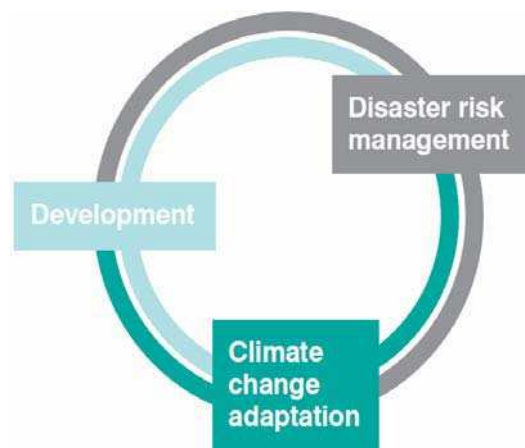 Disaster risk
management
Development
Climate
change
adaptation